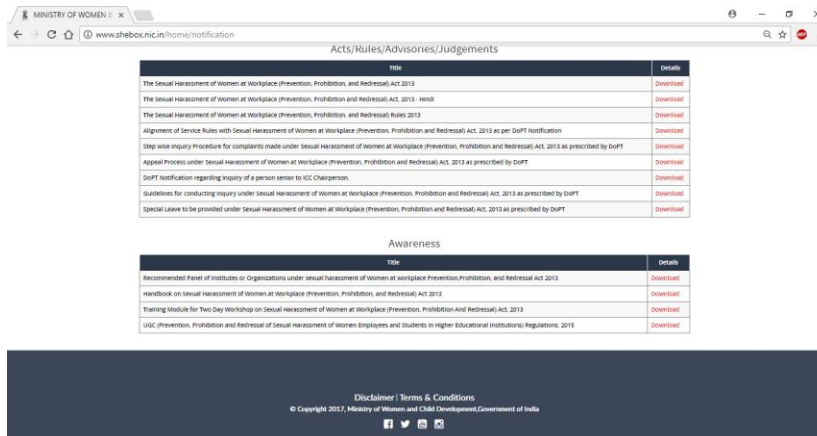 MINISTRY OF WOMEN &
www.shebox.nic.in/home/notification
Acts/Rules/Advisories/Judgements
Title Details
The Sexual Harassment of Women at Workplace (Prevention, Prohibition, and Redressal) Act 2013 Download
The Sexual Harassment of Women at Workplace (Prevention, Prohibition and Redressal) Act, 2013 - Hindi Download
The Sexual Harassment of Women at Workplace (Prevention, Prohibition, and Redressal) Rules 2013 Download
Alignment of Service Rules with Sexual Harassment of Women at Workplace (Prevention, Prohibition and Redressal) Act, 2013 as per DoPT Notification Download
Step wise Inquiry Procedure for complaints made under Sexual Harassment of Women at Workplace (Prevention, Prohibition and Redressal) Act, 2013 as prescribed by DoPT Download
Appeal Process under Sexual Harassment of Women at Workplace (Prevention, Prohibition and Redressal) Act, 2013 as prescribed by DoPT Download
DoPT Notification regarding inquiry of a person senior to ICC Chairperson. Download
Guidelines for conducting inquiry under Sexual Harassment of Women at Workplace (Prevention, Prohibition And Redressal) Act, 2013 as prescribed by DoPT Download
Special Leave to be provided under Sexual Harassment of Women at Workplace (Prevention, Prohibition and Redressal) Act, 2013 as prescribed by DoPT Download
Awareness
Title Details
Recommended Panel of Institutes or Organizations under sexual harassment of Women at workplace Prevention,Prohibition, and Redressal Act 2013 Download
Handbook on Sexual Harassment of Women at Workplace (Prevention, Prohibition, and Redressal) Act 2013 Download
Training Module for Two Day Workshop on Sexual Harassment of Women at Workplace (Prevention, Prohibition And Redressal) Act, 2013 Download
UGC (Prevention, Prohibition and Redressal of Sexual Harassment of Women Employees and Students in Higher Educational Institutions) Regulations, 2015 Download
Disclaimer | Terms & Conditions
© Copyright 2017, Ministry of Women and Child Development,Government of India